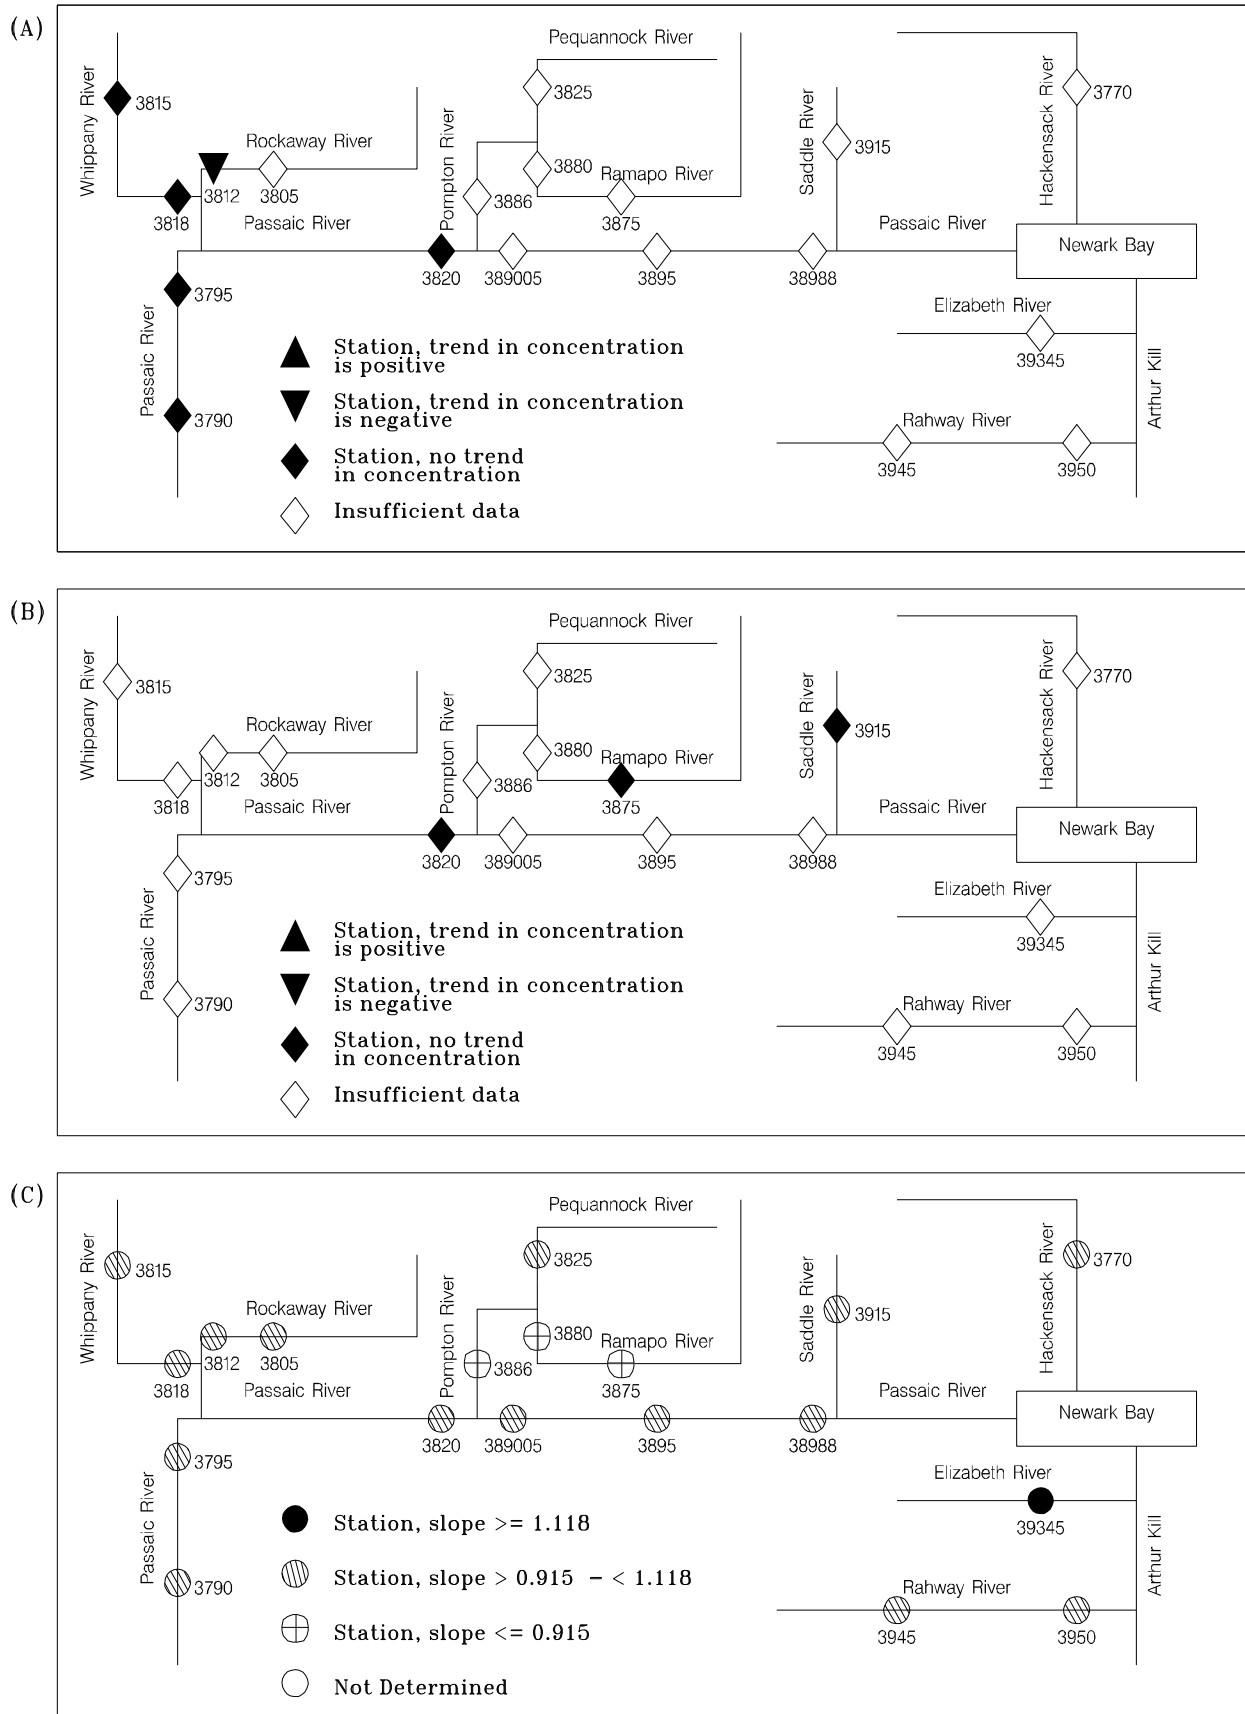 (A)
Pequannock River
Whippany River
3815
3825
Hackensack River
3770
Rockaway River
Pompton River
Saddle River
3915
3880
Ramapo River
3812
3805
3886
3818
3875
Passaic River
Passaic River
Newark Bay
3820
389005
3895
38988
3795
Elizabeth River
Passaic River
Station, trend in concentration
is positive
39345
Arthur Kill
Station, trend in concentration
is negative
3790
Rahway River
Station, no trend
in concentration
3945
3950
Insufficient data
(B)
Pequannock River
Whippany River
3815
3825
Hackensack River
3770
Rockaway River
Pompton River
Saddle River
3915
3880
Ramapo River
3812
3805
3886
3818
3875
Passaic River
Passaic River
Newark Bay
3820
389005
3895
38988
3795
Elizabeth River
Passaic River
Station, trend in concentration
is positive
39345
Arthur Kill
Station, trend in concentration
is negative
3790
Rahway River
Station, no trend
in concentration
3945
3950
Insufficient data
(C)
Pequannock River
Whippany River
3815
3825
Hackensack River
3770
Rockaway River
Pompton River
Saddle River
3915
3880
Ramapo River
3812
3805
3886
3818
3875
Passaic River
Passaic River
Newark Bay
3820
389005
3895
38988
3795
Elizabeth River
Passaic River
Station, slope >= 1.118
39345
Arthur Kill
Station, slope > 0.915 - < 1.118
3790
Rahway River
Station, slope <= 0.915
3945
3950
Not Determined